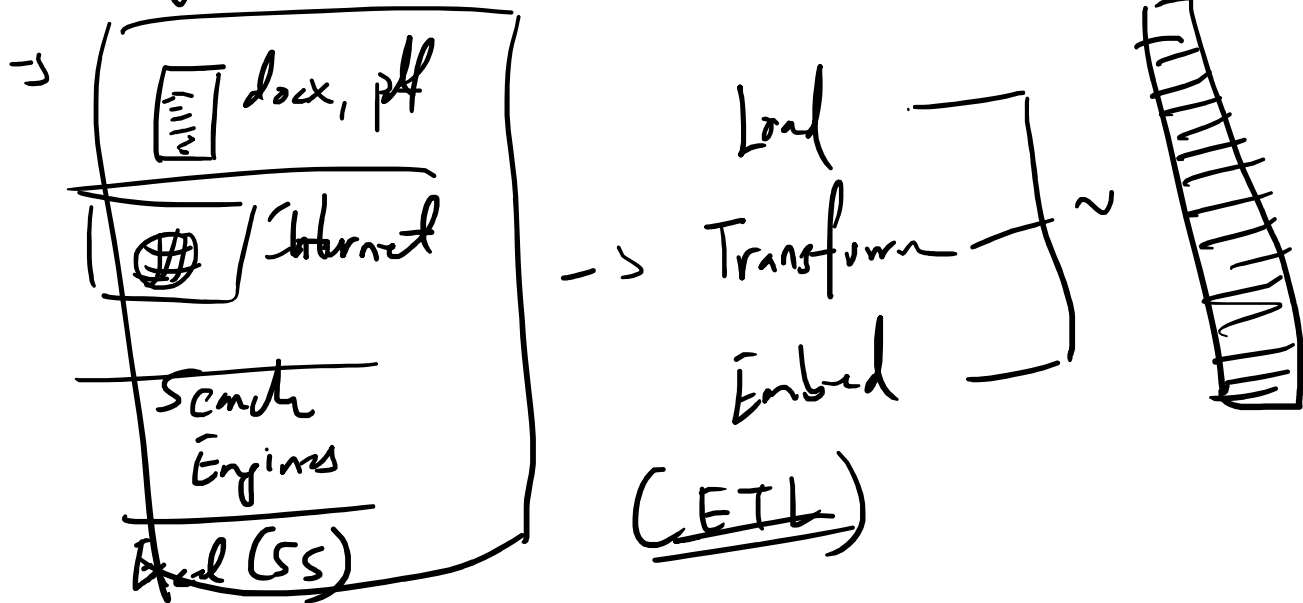 docx, pdf
Internet
Search
Engines
Excel (SS)
Load
Transform
Embed
(ETL)